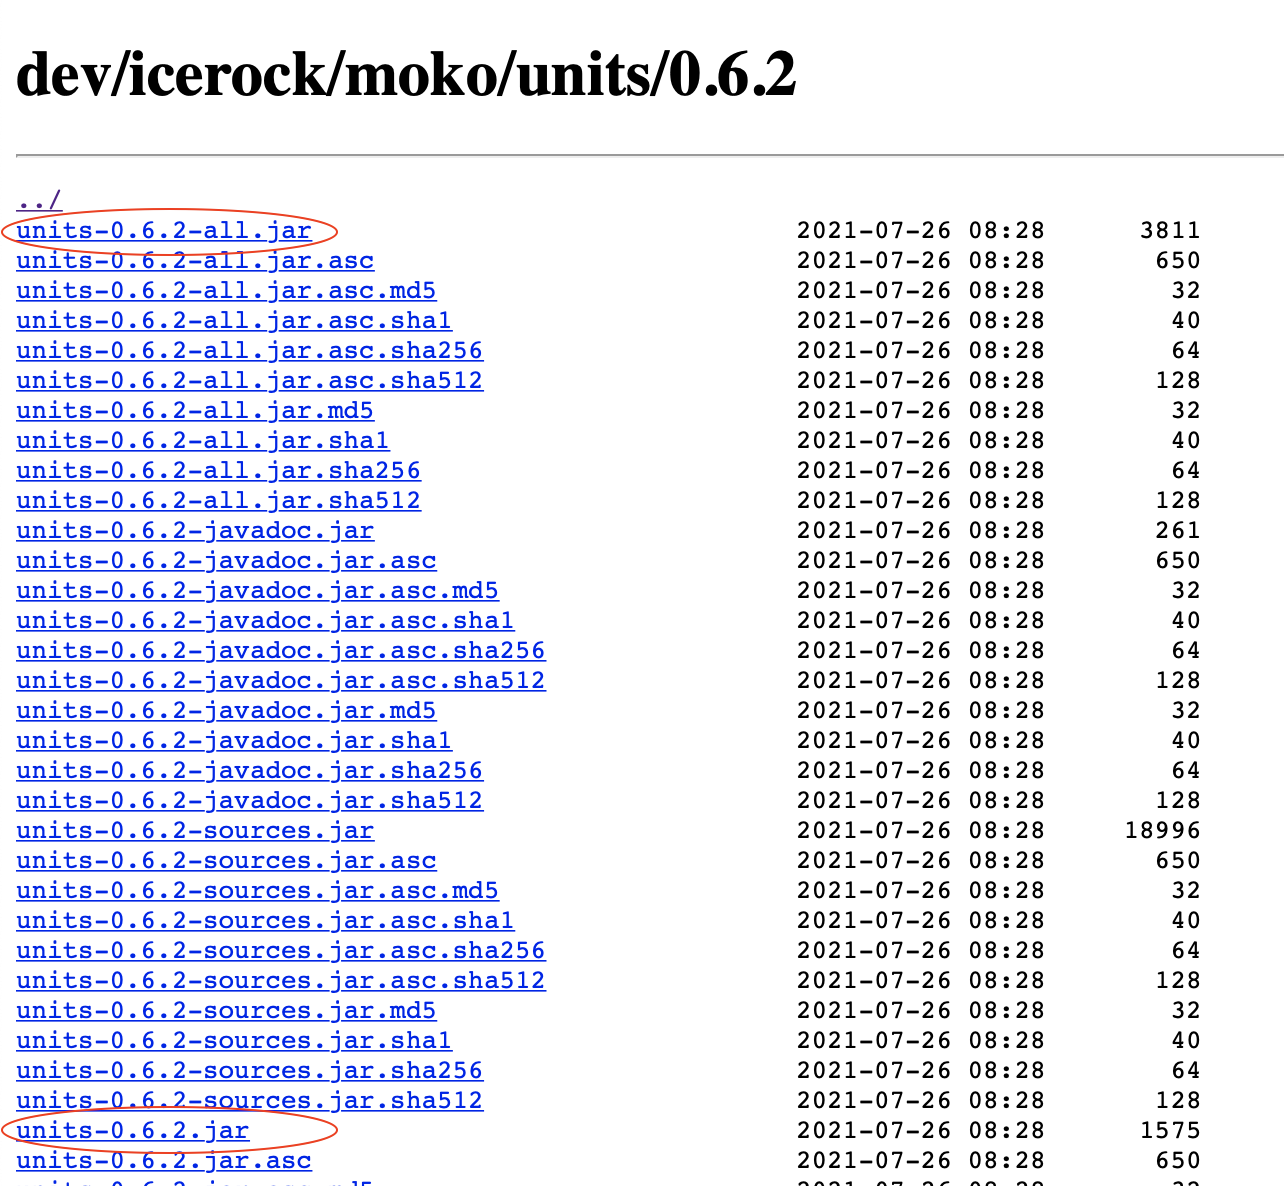 dev/icerock/moko/units/0.6.2
../
units-0.6.2-all.jar 2021-07-26 08:28 3811
units-0.6.2-all.jar.asc 2021-07-26 08:28 650
units-0.6.2-all.jar.asc.md5 2021-07-26 08:28 32
units-0.6.2-all.jar.asc.sha1 2021-07-26 08:28 40
units-0.6.2-all.jar.asc.sha256 2021-07-26 08:28 64
units-0.6.2-all.jar.asc.sha512 2021-07-26 08:28 128
units-0.6.2-all.jar.md5 2021-07-26 08:28 32
units-0.6.2-all.jar.sha1 2021-07-26 08:28 40
units-0.6.2-all.jar.sha256 2021-07-26 08:28 64
units-0.6.2-all.jar.sha512 2021-07-26 08:28 128
units-0.6.2-javadoc.jar 2021-07-26 08:28 261
units-0.6.2-javadoc.jar.asc 2021-07-26 08:28 650
units-0.6.2-javadoc.jar.asc.md5 2021-07-26 08:28 32
units-0.6.2-javadoc.jar.asc.sha1 2021-07-26 08:28 40
units-0.6.2-javadoc.jar.asc.sha256 2021-07-26 08:28 64
units-0.6.2-javadoc.jar.asc.sha512 2021-07-26 08:28 128
units-0.6.2-javadoc.jar.md5 2021-07-26 08:28 32
units-0.6.2-javadoc.jar.sha1 2021-07-26 08:28 40
units-0.6.2-javadoc.jar.sha256 2021-07-26 08:28 64
units-0.6.2-javadoc.jar.sha512 2021-07-26 08:28 128
units-0.6.2-sources.jar 2021-07-26 08:28 18996
units-0.6.2-sources.jar.asc 2021-07-26 08:28 650
units-0.6.2-sources.jar.asc.md5 2021-07-26 08:28 32
units-0.6.2-sources.jar.asc.sha1 2021-07-26 08:28 40
units-0.6.2-sources.jar.asc.sha256 2021-07-26 08:28 64
units-0.6.2-sources.jar.asc.sha512 2021-07-26 08:28 128
units-0.6.2-sources.jar.md5 2021-07-26 08:28 32
units-0.6.2-sources.jar.sha1 2021-07-26 08:28 40
units-0.6.2-sources.jar.sha256 2021-07-26 08:28 64
units-0.6.2-sources.jar.sha512 2021-07-26 08:28 128
units-0.6.2.jar 2021-07-26 08:28 1575
units-0.6.2.jar.asc 2021-07-26 08:28 650